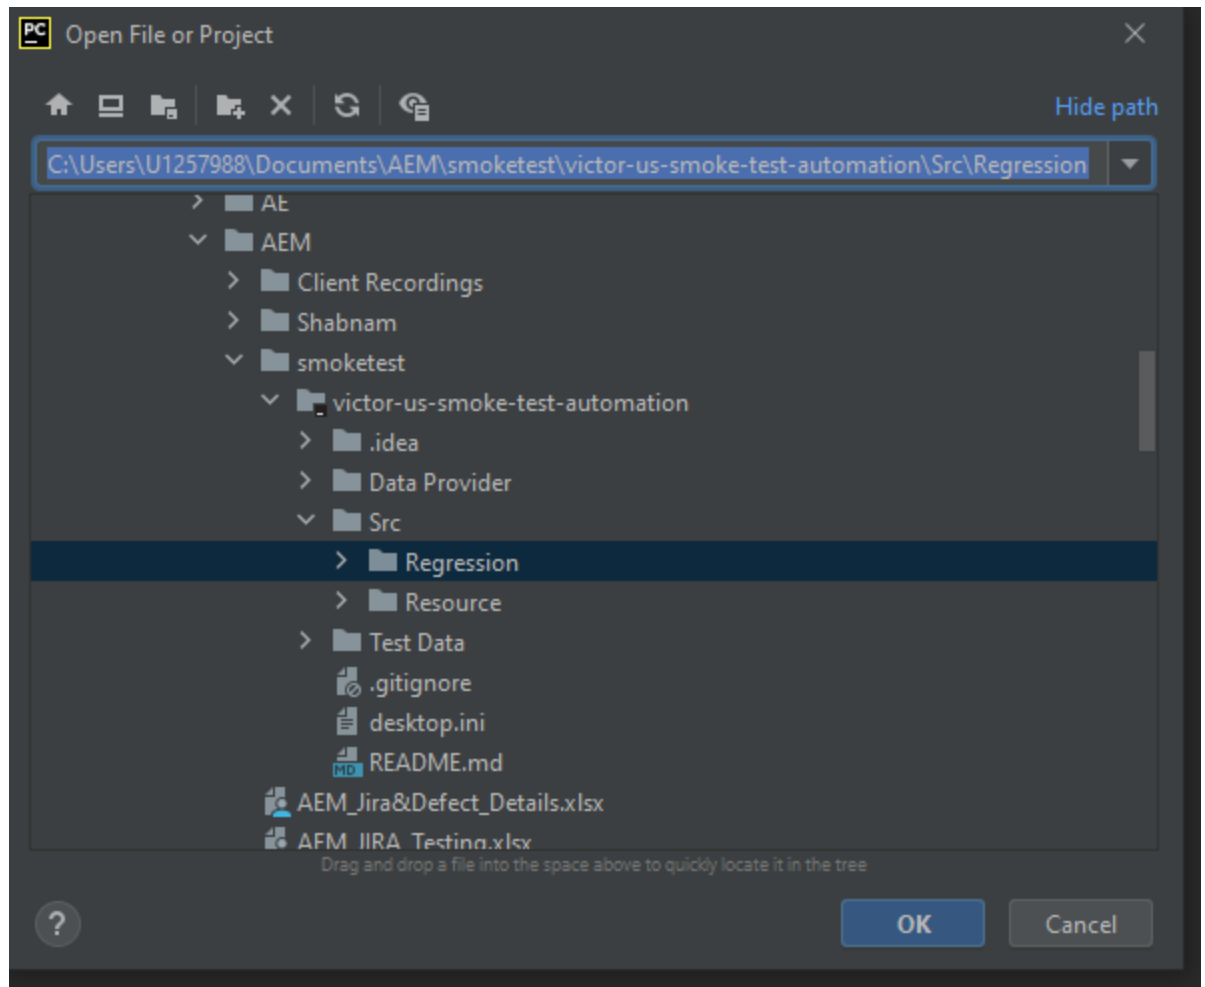 PC Open File or Project
Hide path
C:\Users\U1257988\Documents\AEM\smoketest\victor-us-smoke-test-automation\Src\Regression
AE
AEM
Client Recordings
Shabnam
smoketest
victor-us-smoke-test-automation
.idea
Data Provider
Src
Regression
Resource
Test Data
.gitignore
desktop.ini
MD README.md
AEM_Jira&Defect_Details.xlsx
AEM_JIRA_Testing.xlsx
Drag and drop a file into the space above to quickly locate it in the tree
? OK Cancel